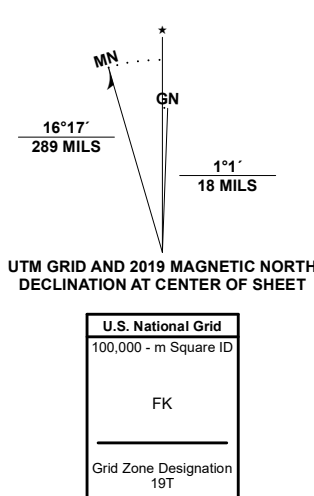 ★
MN
GN
16°17´
289 MILS
1°1´
18 MILS
UTM GRID AND 2019 MAGNETIC NORTH
DECLINATION AT CENTER OF SHEET
U.S. National Grid
100,000 - m Square ID
FK
Grid Zone Designation
19T